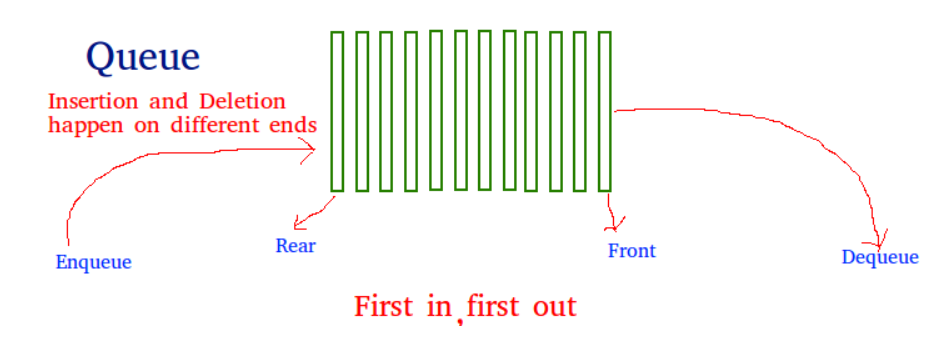 Queue
Insertion and Deletion
happen on different ends
Enqueue
Rear
Front
Dequeue
First in, first out